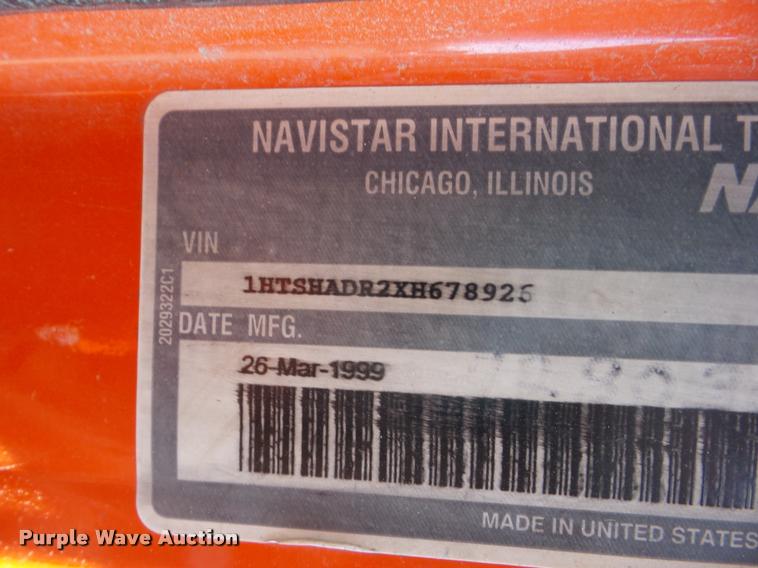 NAVISTAR INTERNATIONAL T
CHICAGO, ILLINOIS
NA
VIN
1HTSHADR2XH678926
2029322C1
DATE MFG.
26-Mar-1999
MADE IN UNITED STATES
Purple Wave Auction